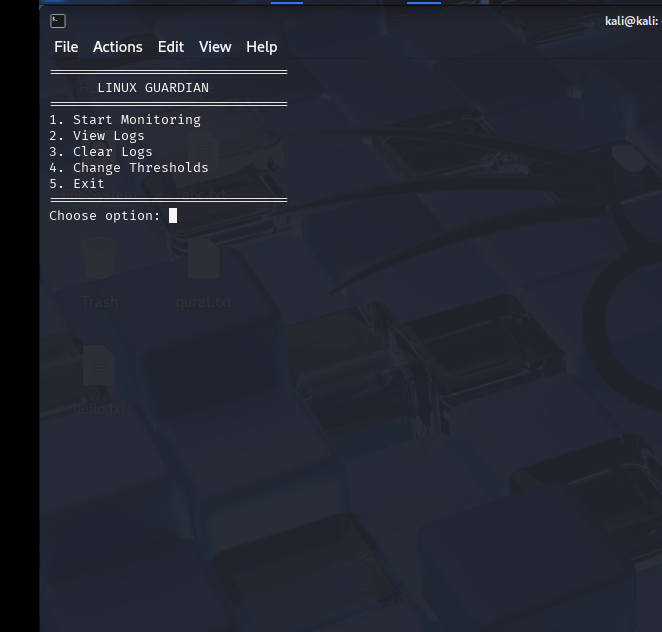 kali@kali:
File Actions Edit View Help
LINUX GUARDIAN
1. Start Monitoring
2. View Logs
3. Clear Logs
4. Change Thresholds
5. Exit
Choose option:
Trash
qurat.txt
hello.txt